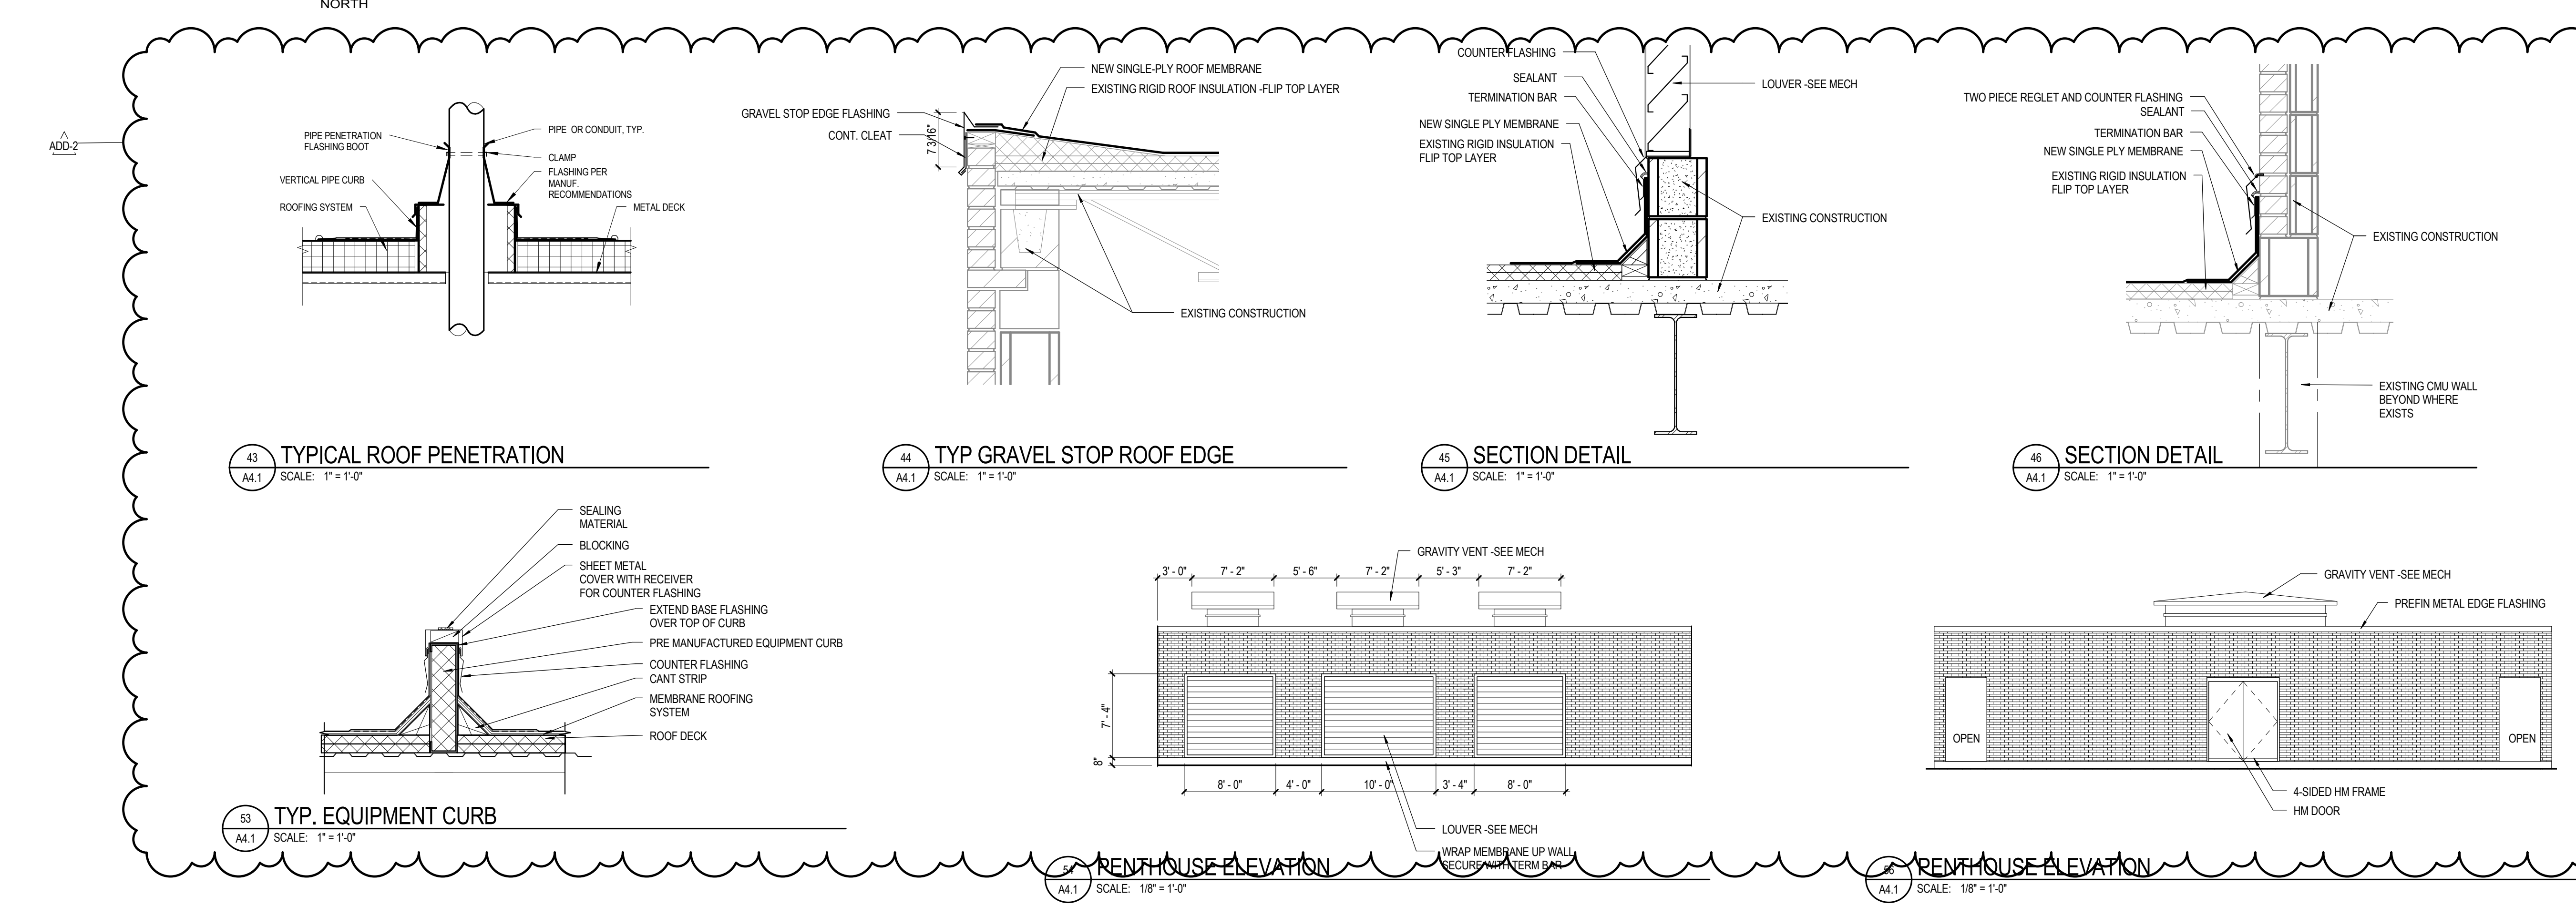 NORTH
ADD-2
PIPE PENETRATION
FLASHING BOOT
VERTICAL PIPE CURB
ROOFING SYSTEM
PIPE  OR CONDUIT, TYP.
CLAMP
FLASHING PER
MANUF.
RECOMMENDATIONS
METAL DECK
43
A4.1
TYPICAL ROOF PENETRATION
SCALE: 1" = 1'-0"
GRAVEL STOP EDGE FLASHING
CONT. CLEAT
7 3/16"
NEW SINGLE-PLY ROOF MEMBRANE
EXISTING RIGID ROOF INSULATION -FLIP TOP LAYER
EXISTING CONSTRUCTION
44
A4.1
TYP GRAVEL STOP ROOF EDGE
SCALE: 1" = 1'-0"
COUNTER FLASHING
SEALANT
TERMINATION BAR
NEW SINGLE PLY MEMBRANE
EXISTING RIGID INSULATION
FLIP TOP LAYER
LOUVER -SEE MECH
EXISTING CONSTRUCTION
45
A4.1
SECTION DETAIL
SCALE: 1" = 1'-0"
TWO PIECE REGLET AND COUNTER FLASHING
SEALANT
TERMINATION BAR
NEW SINGLE PLY MEMBRANE
EXISTING RIGID INSULATION
FLIP TOP LAYER
EXISTING CONSTRUCTION
EXISTING CMU WALL
BEYOND WHERE
EXISTS
46
A4.1
SECTION DETAIL
SCALE: 1" = 1'-0"
SEALING
MATERIAL
BLOCKING
SHEET METAL
COVER WITH RECEIVER
FOR COUNTER FLASHING
EXTEND BASE FLASHING
OVER TOP OF CURB
PRE MANUFACTURED EQUIPMENT CURB
COUNTER FLASHING
CANT STRIP
MEMBRANE ROOFING
SYSTEM
ROOF DECK
53
A4.1
TYP. EQUIPMENT CURB
SCALE: 1" = 1'-0"
GRAVITY VENT -SEE MECH
3' - 0" 7' - 2" 5' - 6" 7' - 2" 5' - 3" 7' - 2"
7' - 4"
8"
8' - 0" 4' - 0" 10' - 0" 3' - 4" 8' - 0"
LOUVER -SEE MECH
WRAP MEMBRANE UP WALL
SECURE WITH TERM BAR
54
A4.1
PENTHOUSE ELEVATION
SCALE: 1/8" = 1'-0"
GRAVITY VENT -SEE MECH
PREFIN METAL EDGE FLASHING
OPEN
OPEN
4-SIDED HM FRAME
HM DOOR
56
A4.1
PENTHOUSE ELEVATION
SCALE: 1/8" = 1'-0"